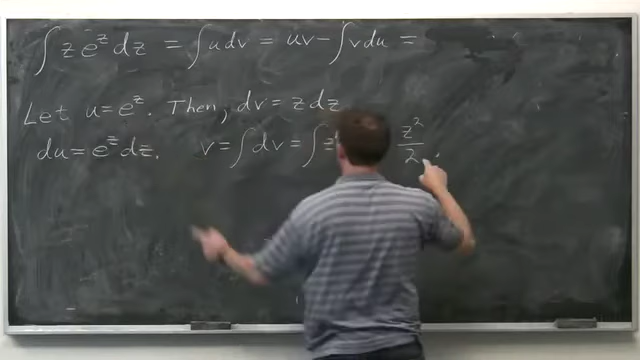 ∫ z e^z dz = ∫ u dv = uv - ∫ v du =
Let u = e^z. Then, dv = z dz
du = e^z dz. v = ∫ dv = ∫ z z²/2.